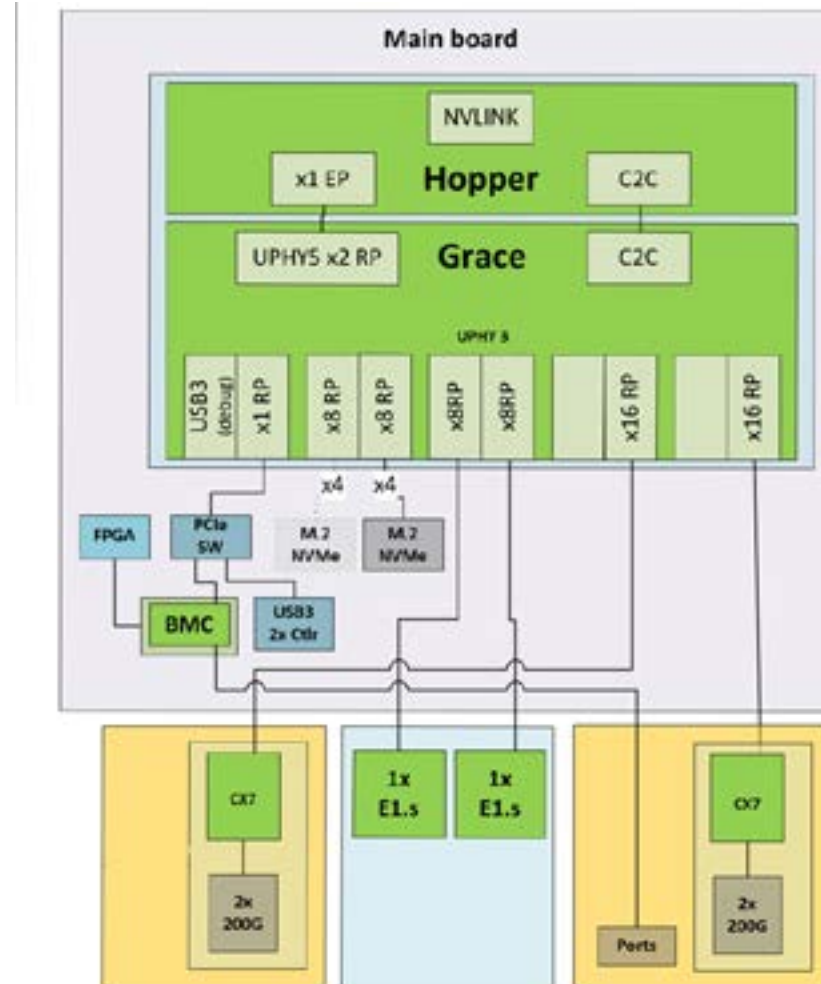 Main board
NVLINK
x1 EP
Hopper
C2C
UPHY5 x2 RP
Grace
C2C
UPHY 3
USB3
(debug)
x1 RP
x8 RP
x8 RP
x8RP
x8RP
x16 RP
x16 RP
x4
x4
FPGA
PCIe
SW
M.2
NVMe
M.2
NVMe
BMC
USB3
2x Ctlr
CX7
1x
E1.s
1x
E1.s
CX7
2x
200G
Ports
2x
200G